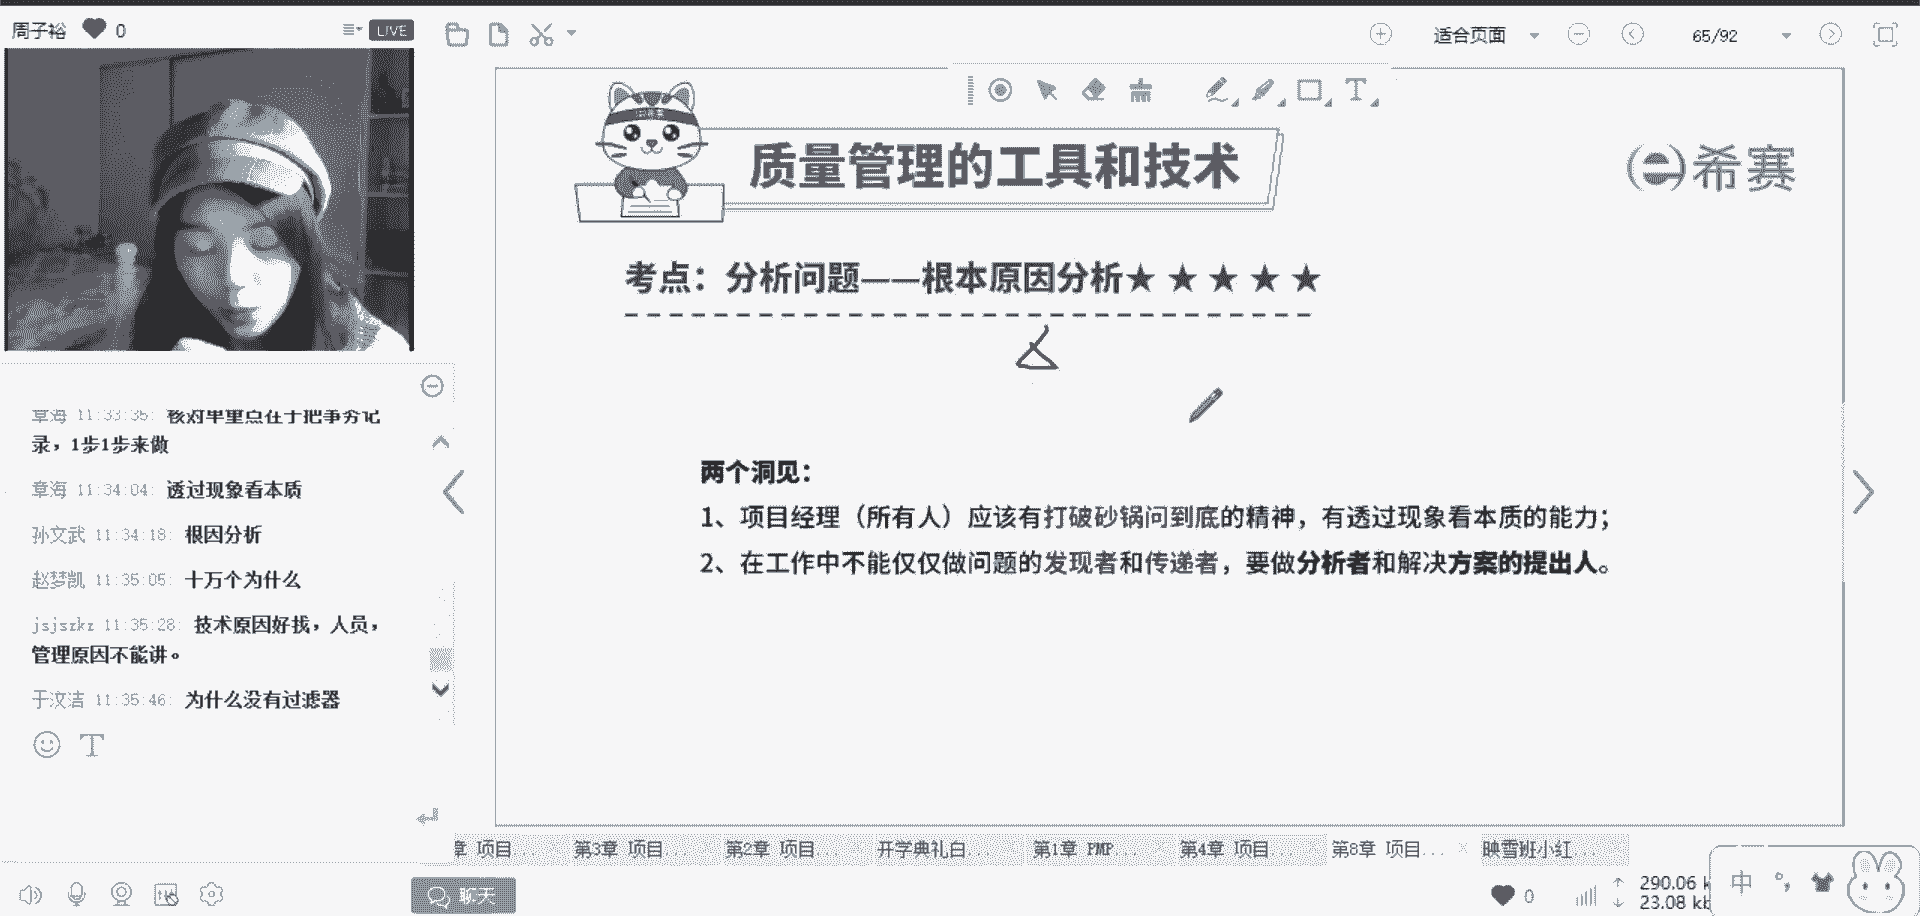 周子裕 0 LIVE
适合页面 65/92
质量管理的工具和技术
希赛
考点：分析问题——根本原因分析★★★★★
两个洞见：
1、项目经理（所有人）应该有打破砂锅问到底的精神，有透过现象看本质的能力；
2、在工作中不能仅仅做问题的发现者和传递者，要做分析者和解决方案的提出人。
章海 11:33:35: 核对单重点在于把事务记
录，1步1步来做
章海 11:34:04: 透过现象看本质
孙文武 11:34:18: 根因分析
赵梦凯 11:35:05: 十万个为什么
jsjszkz 11:35:28: 技术原因好找，人员，
管理原因不能讲。
于汶洁 11:35:46: 为什么没有过滤器
章 项目... 第3章 项目... 第2章 项目... 开学典礼白... 第1章 PMP... 第4章 项目... 第8章 项目... × 映雪班小红...
聊天
0
290.06 k
23.08 kb
中